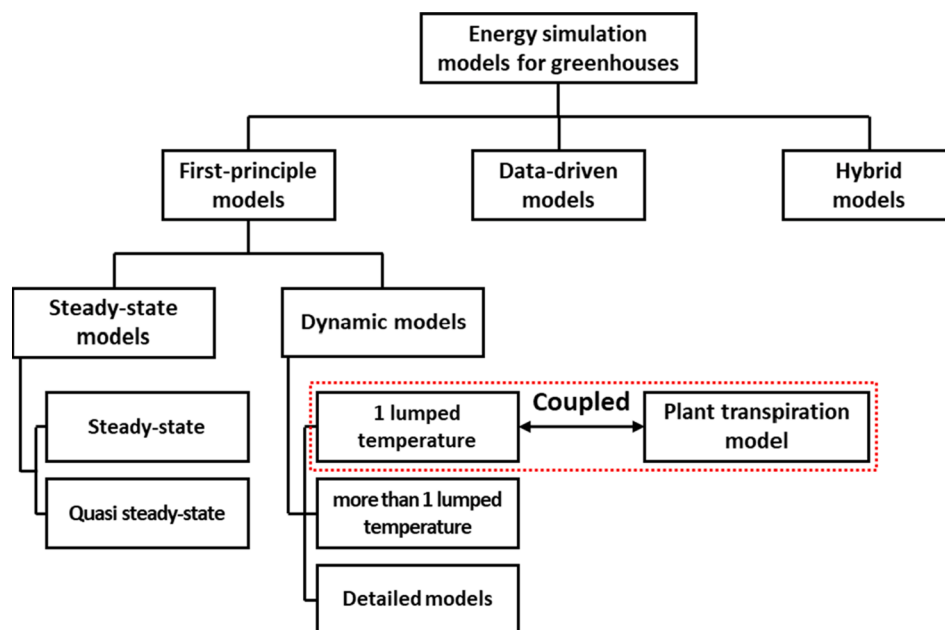 Energy simulation
models for greenhouses
First-principle
models
Data-driven
models
Hybrid
models
Steady-state
models
Dynamic models
Steady-state
Quasi steady-state
1 lumped
temperature
Coupled
Plant transpiration
model
more than 1 lumped
temperature
Detailed models